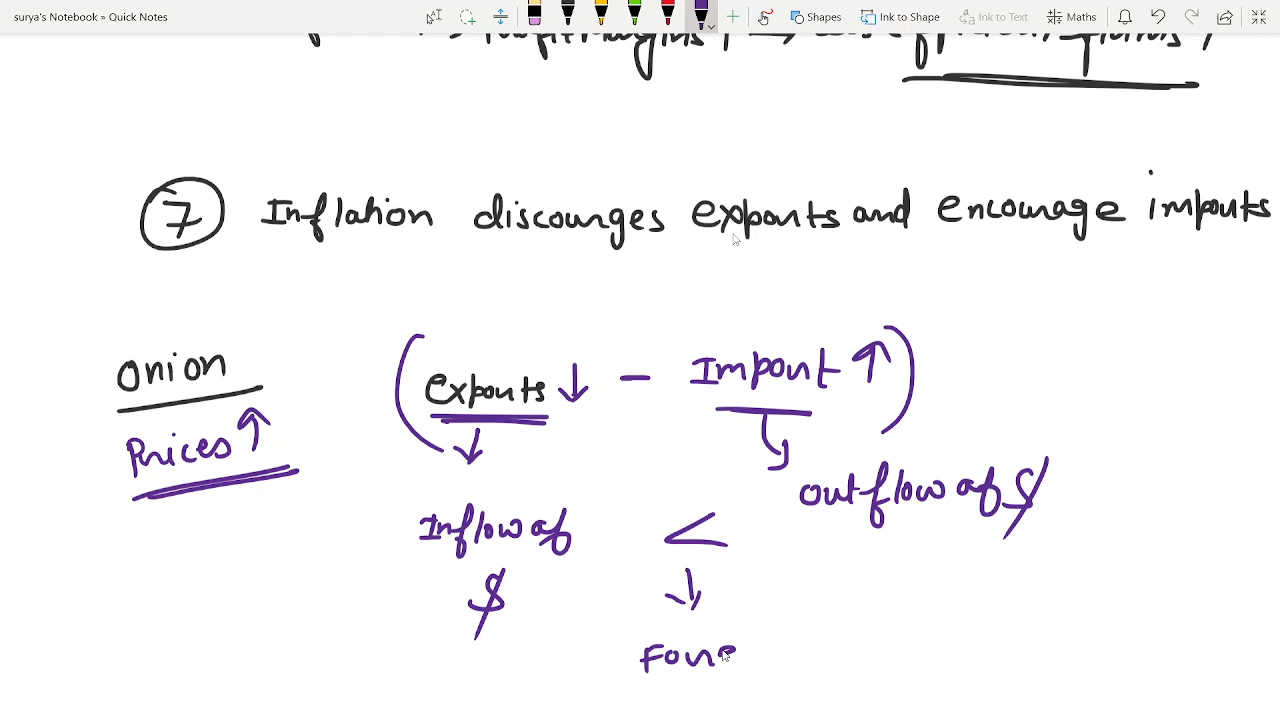 surya's Notebook » Quick Notes
Shapes Ink to Shape Ink to Text Maths
7 Inflation discourges exports and encourage imports
Onion
Prices ↑
(exports ↓ - Import ↑)
↓
Inflow of < Outflow of $
$
↓
Fore